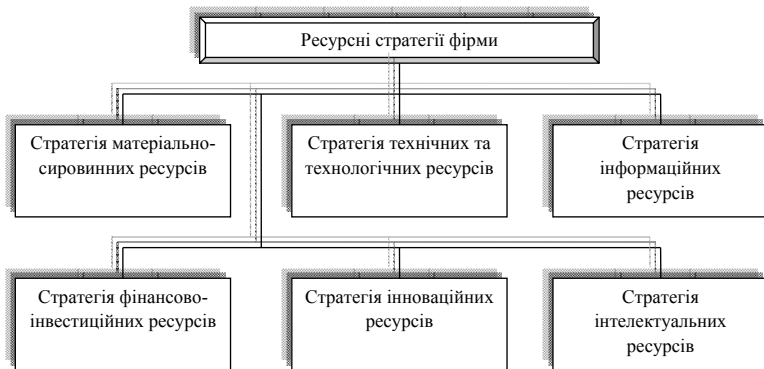 Ресурсні стратегії фірми
Стратегія матеріально-
сировинних ресурсів
Стратегія технічних та
технологічних ресурсів
Стратегія
інформаційних
ресурсів
Стратегія фінансово-
інвестиційних ресурсів
Стратегія інноваційних
ресурсів
Стратегія
інтелектуальних
ресурсів